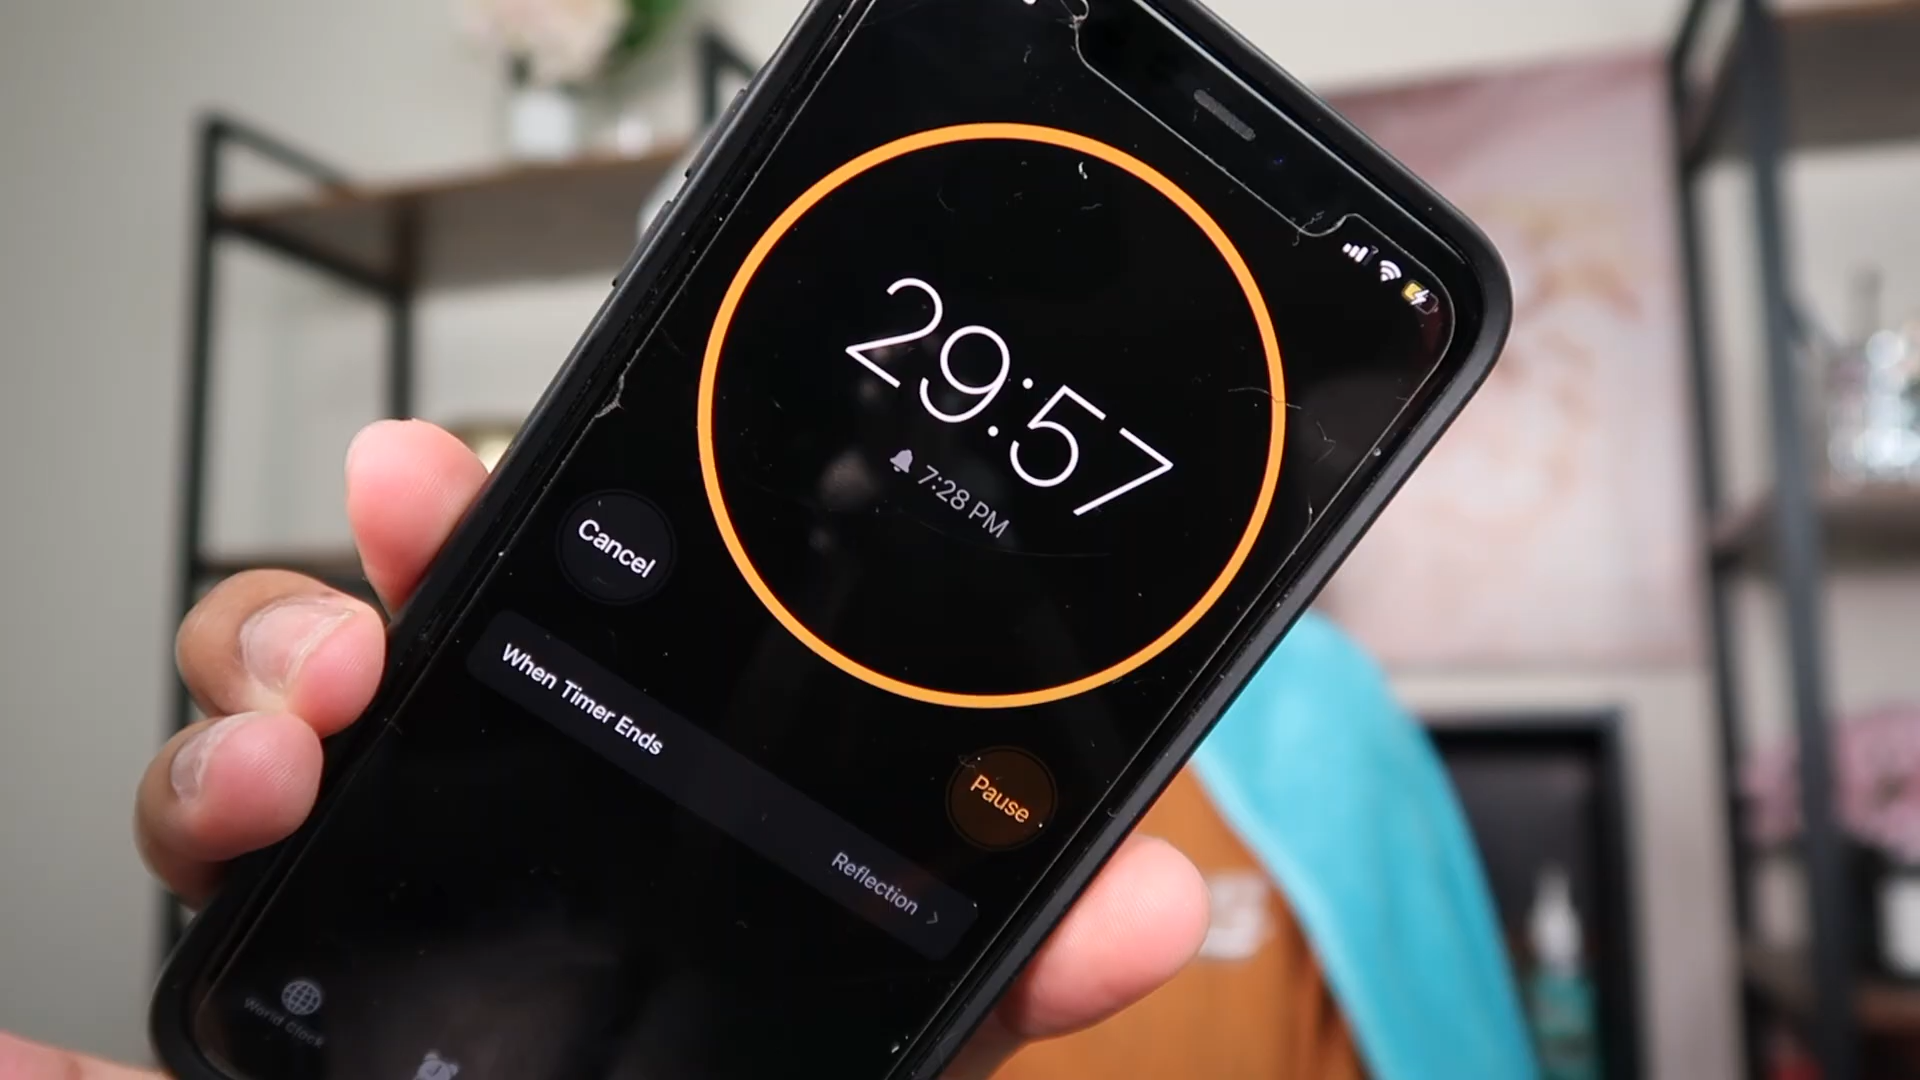 29:57
7:28 PM
Cancel
Pause
When Timer Ends
Reflection
World Clock